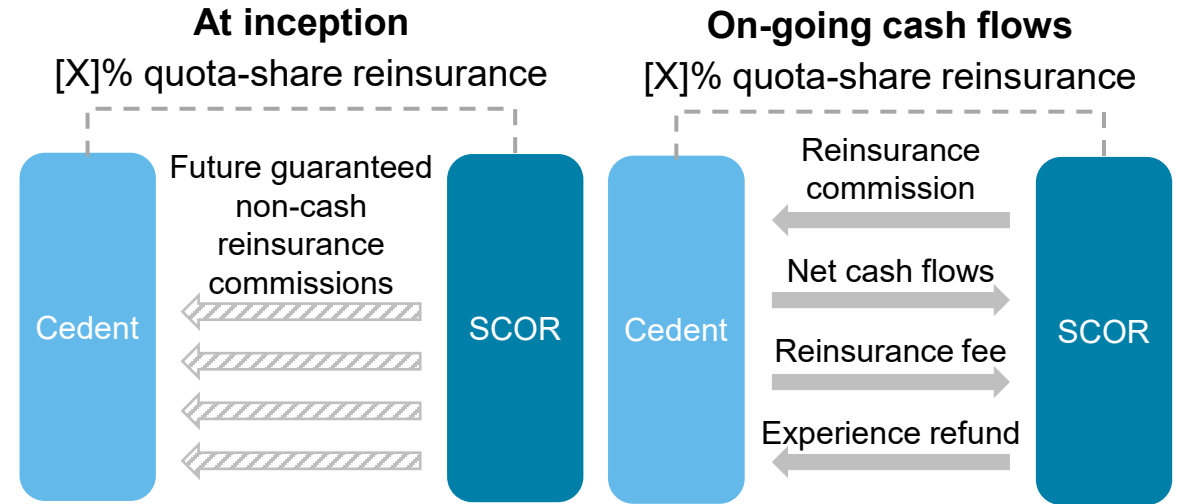 At inception
[X]% quota-share reinsurance
Cedent
Future guaranteed
non-cash
reinsurance
commissions
SCOR
On-going cash flows
[X]% quota-share reinsurance
Cedent
Reinsurance
commission
Net cash flows
Reinsurance fee
Experience refund
SCOR